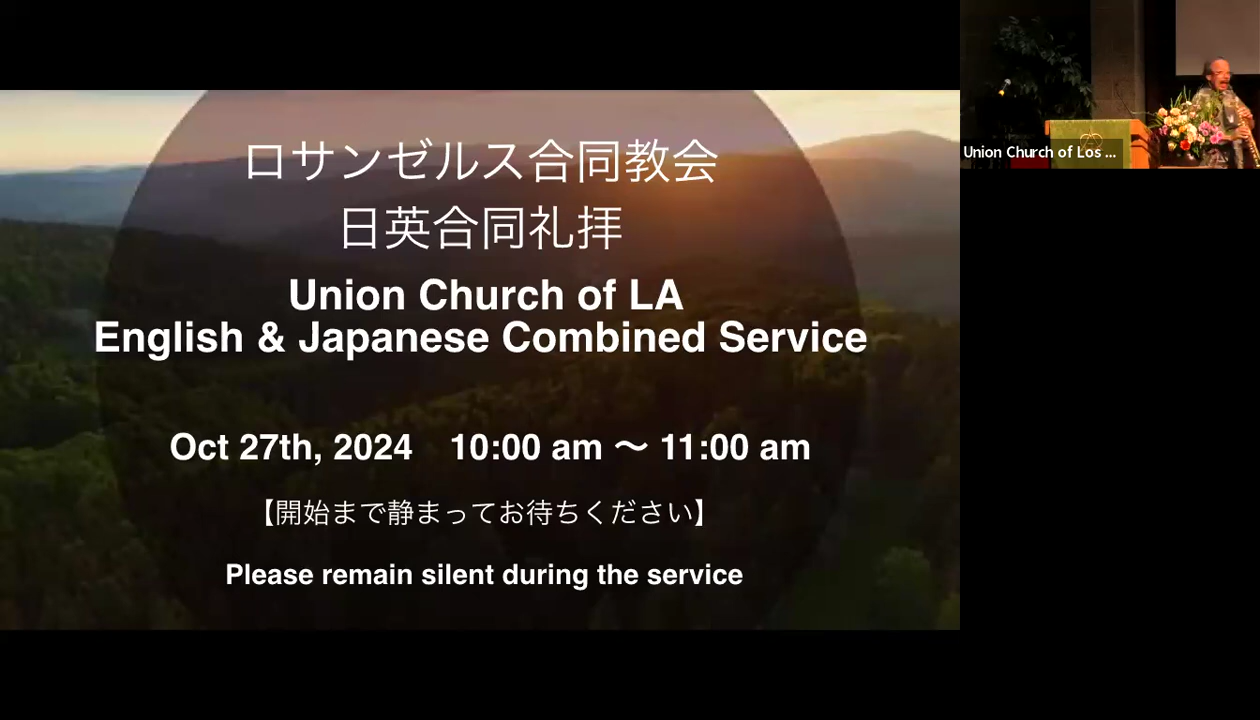 ロサンゼルス合同教会
日英合同礼拝
Union Church of LA
English & Japanese Combined Service
Oct 27th, 2024　10:00 am 〜 11:00 am
【開始まで静まってお待ちください】
Please remain silent during the service
Union Church of Los ...